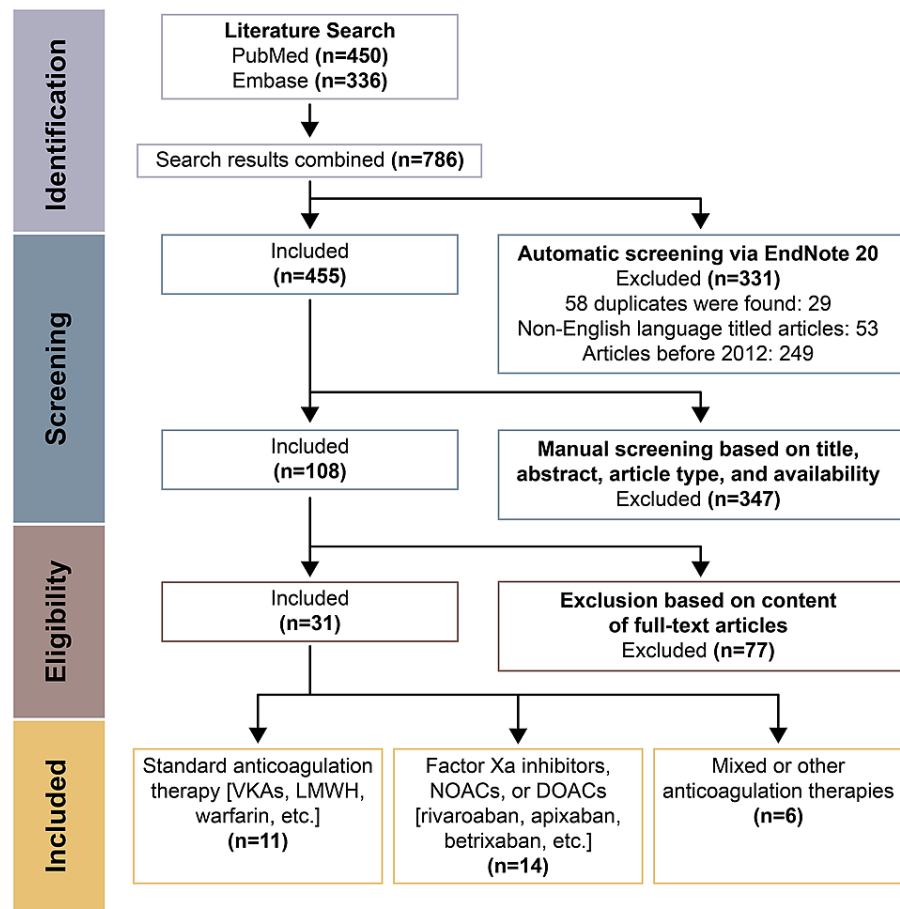 Identification
Literature Search
PubMed (n=450)
Embase (n=336)
Search results combined (n=786)
Screening
Included
(n=455)
Automatic screening via EndNote 20
Excluded (n=331)
58 duplicates were found: 29
Non-English language titled articles: 53
Articles before 2012: 249
Included
(n=108)
Manual screening based on title,
abstract, article type, and availability
Excluded (n=347)
Eligibility
Included
(n=31)
Exclusion based on content
of full-text articles
Excluded (n=77)
Included
Standard anticoagulation
therapy [VKAs, LMWH,
warfarin, etc.]
(n=11)
Factor Xa inhibitors,
NOACs, or DOACs
[rivaroaban, apixaban,
betrixaban, etc.]
(n=14)
Mixed or other
anticoagulation therapies
(n=6)